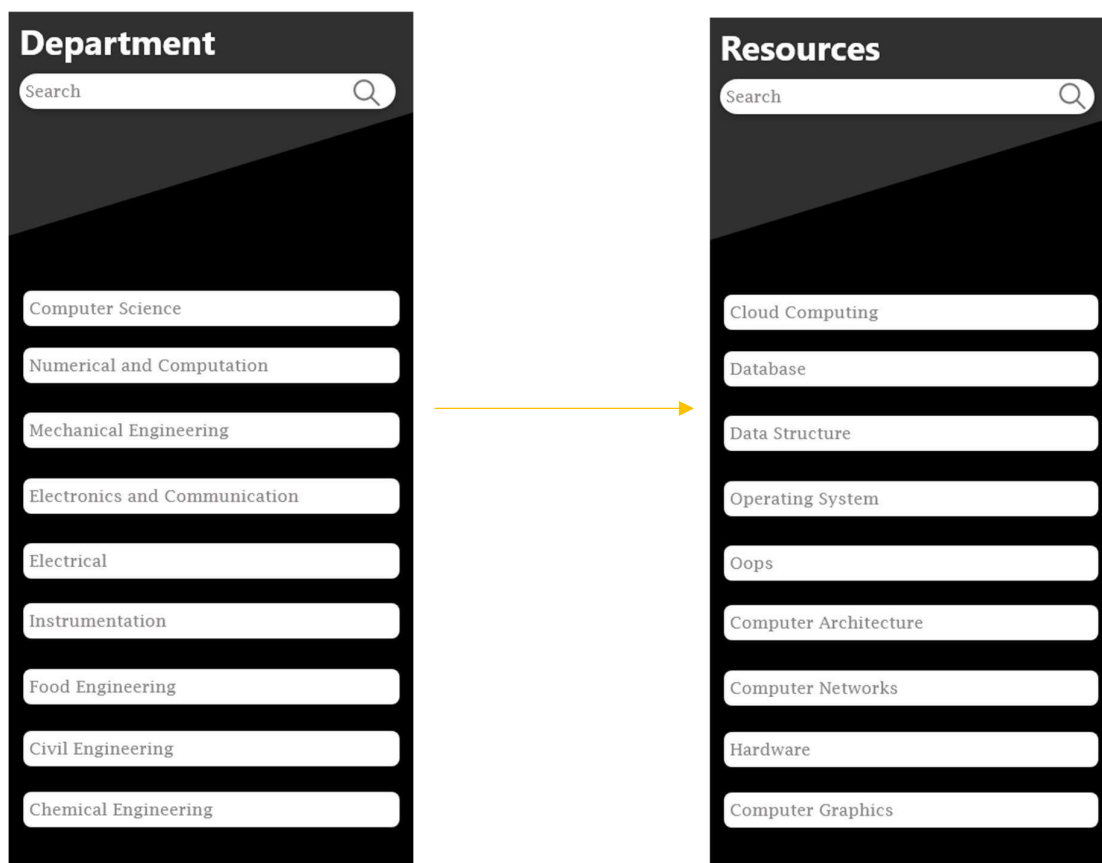 Department
Search
Computer Science
Numerical and Computation
Mechanical Engineering
Electronics and Communication
Electrical
Instrumentation
Food Engineering
Civil Engineering
Chemical Engineering
Resources
Search
Cloud Computing
Database
Data Structure
Operating System
Oops
Computer Architecture
Computer Networks
Hardware
Computer Graphics